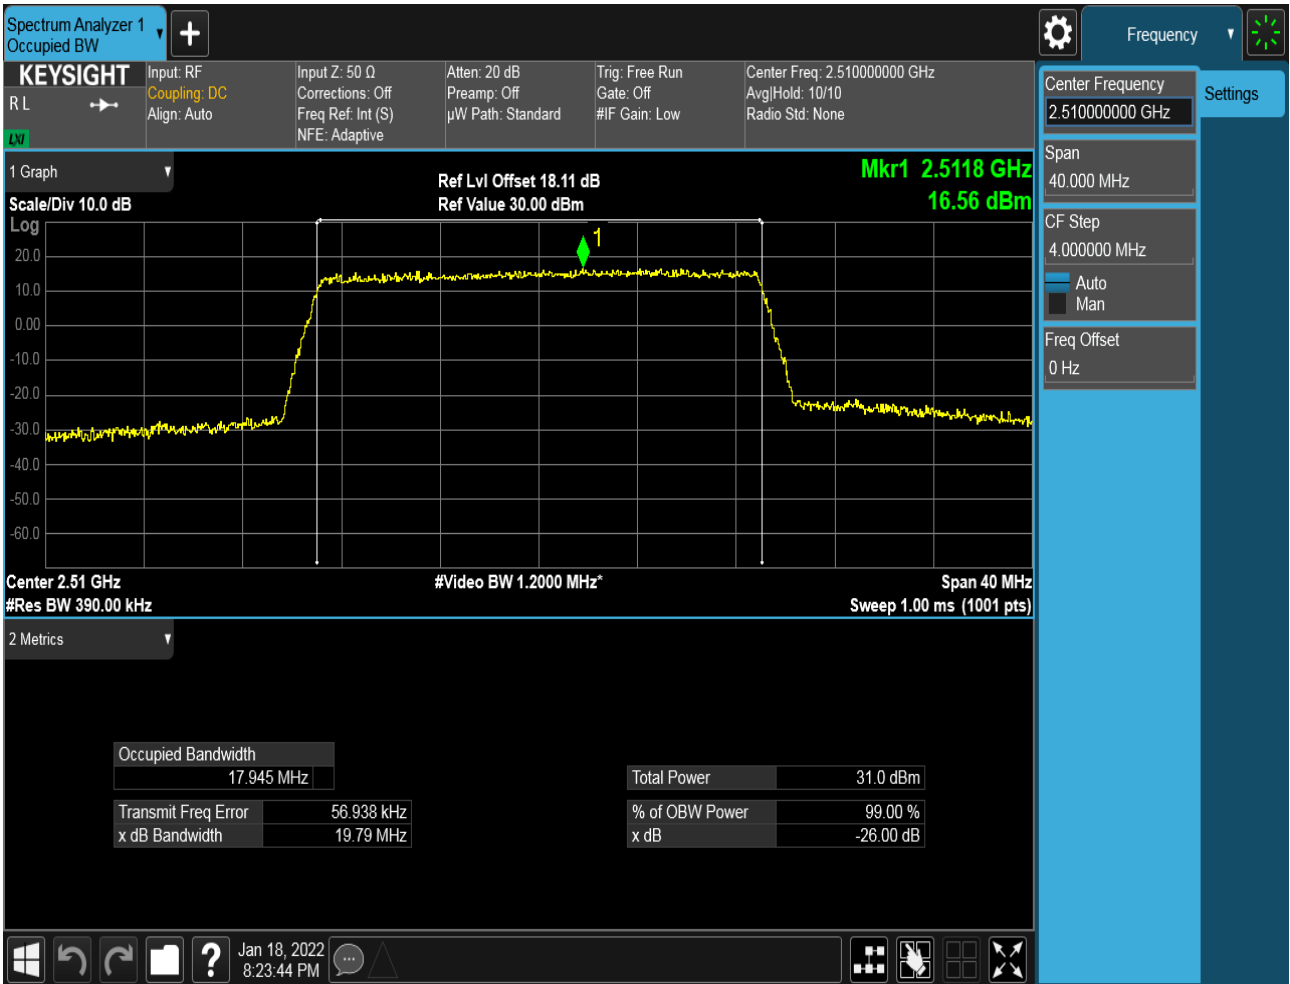 Spectrum Analyzer 1
Occupied BW
Frequency
KEYSIGHT
R L
LXI
Input: RF
Coupling: DC
Align: Auto
Input Z: 50 Ω
Corrections: Off
Freq Ref: Int (S)
NFE: Adaptive
Atten: 20 dB
Preamp: Off
µW Path: Standard
Trig: Free Run
Gate: Off
#IF Gain: Low
Center Freq: 2.510000000 GHz
Avg|Hold: 10/10
Radio Std: None
Center Frequency
2.510000000 GHz
Settings
Span
40.000 MHz
CF Step
4.000000 MHz
Auto
Man
Freq Offset
0 Hz
1 Graph
Scale/Div 10.0 dB
Ref Lvl Offset 18.11 dB
Ref Value 30.00 dBm
Mkr1 2.5118 GHz
16.56 dBm
Log
1
20.0
10.0
0.00
-10.0
-20.0
-30.0
-40.0
-50.0
-60.0
Center 2.51 GHz
#Video BW 1.2000 MHz*
Span 40 MHz
#Res BW 390.00 kHz
Sweep 1.00 ms (1001 pts)
2 Metrics
Occupied Bandwidth
17.945 MHz
Total Power 31.0 dBm
Transmit Freq Error 56.938 kHz
% of OBW Power 99.00 %
x dB Bandwidth 19.79 MHz
x dB -26.00 dB
?
Jan 18, 2022
8:23:44 PM